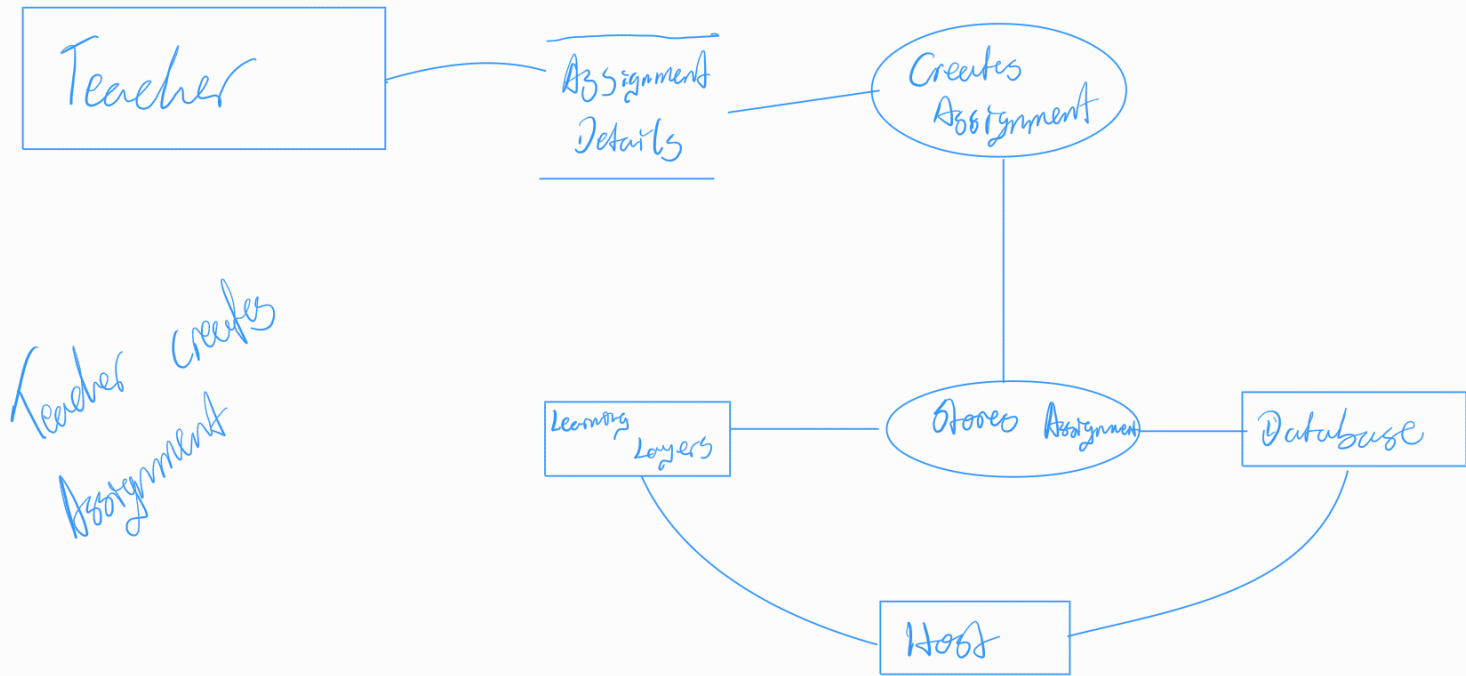 Teacher
Assignment
Details
Creates
Assignment
Teacher creates
Assignment
Learning
Layers
Stores Assignment
Database
Host